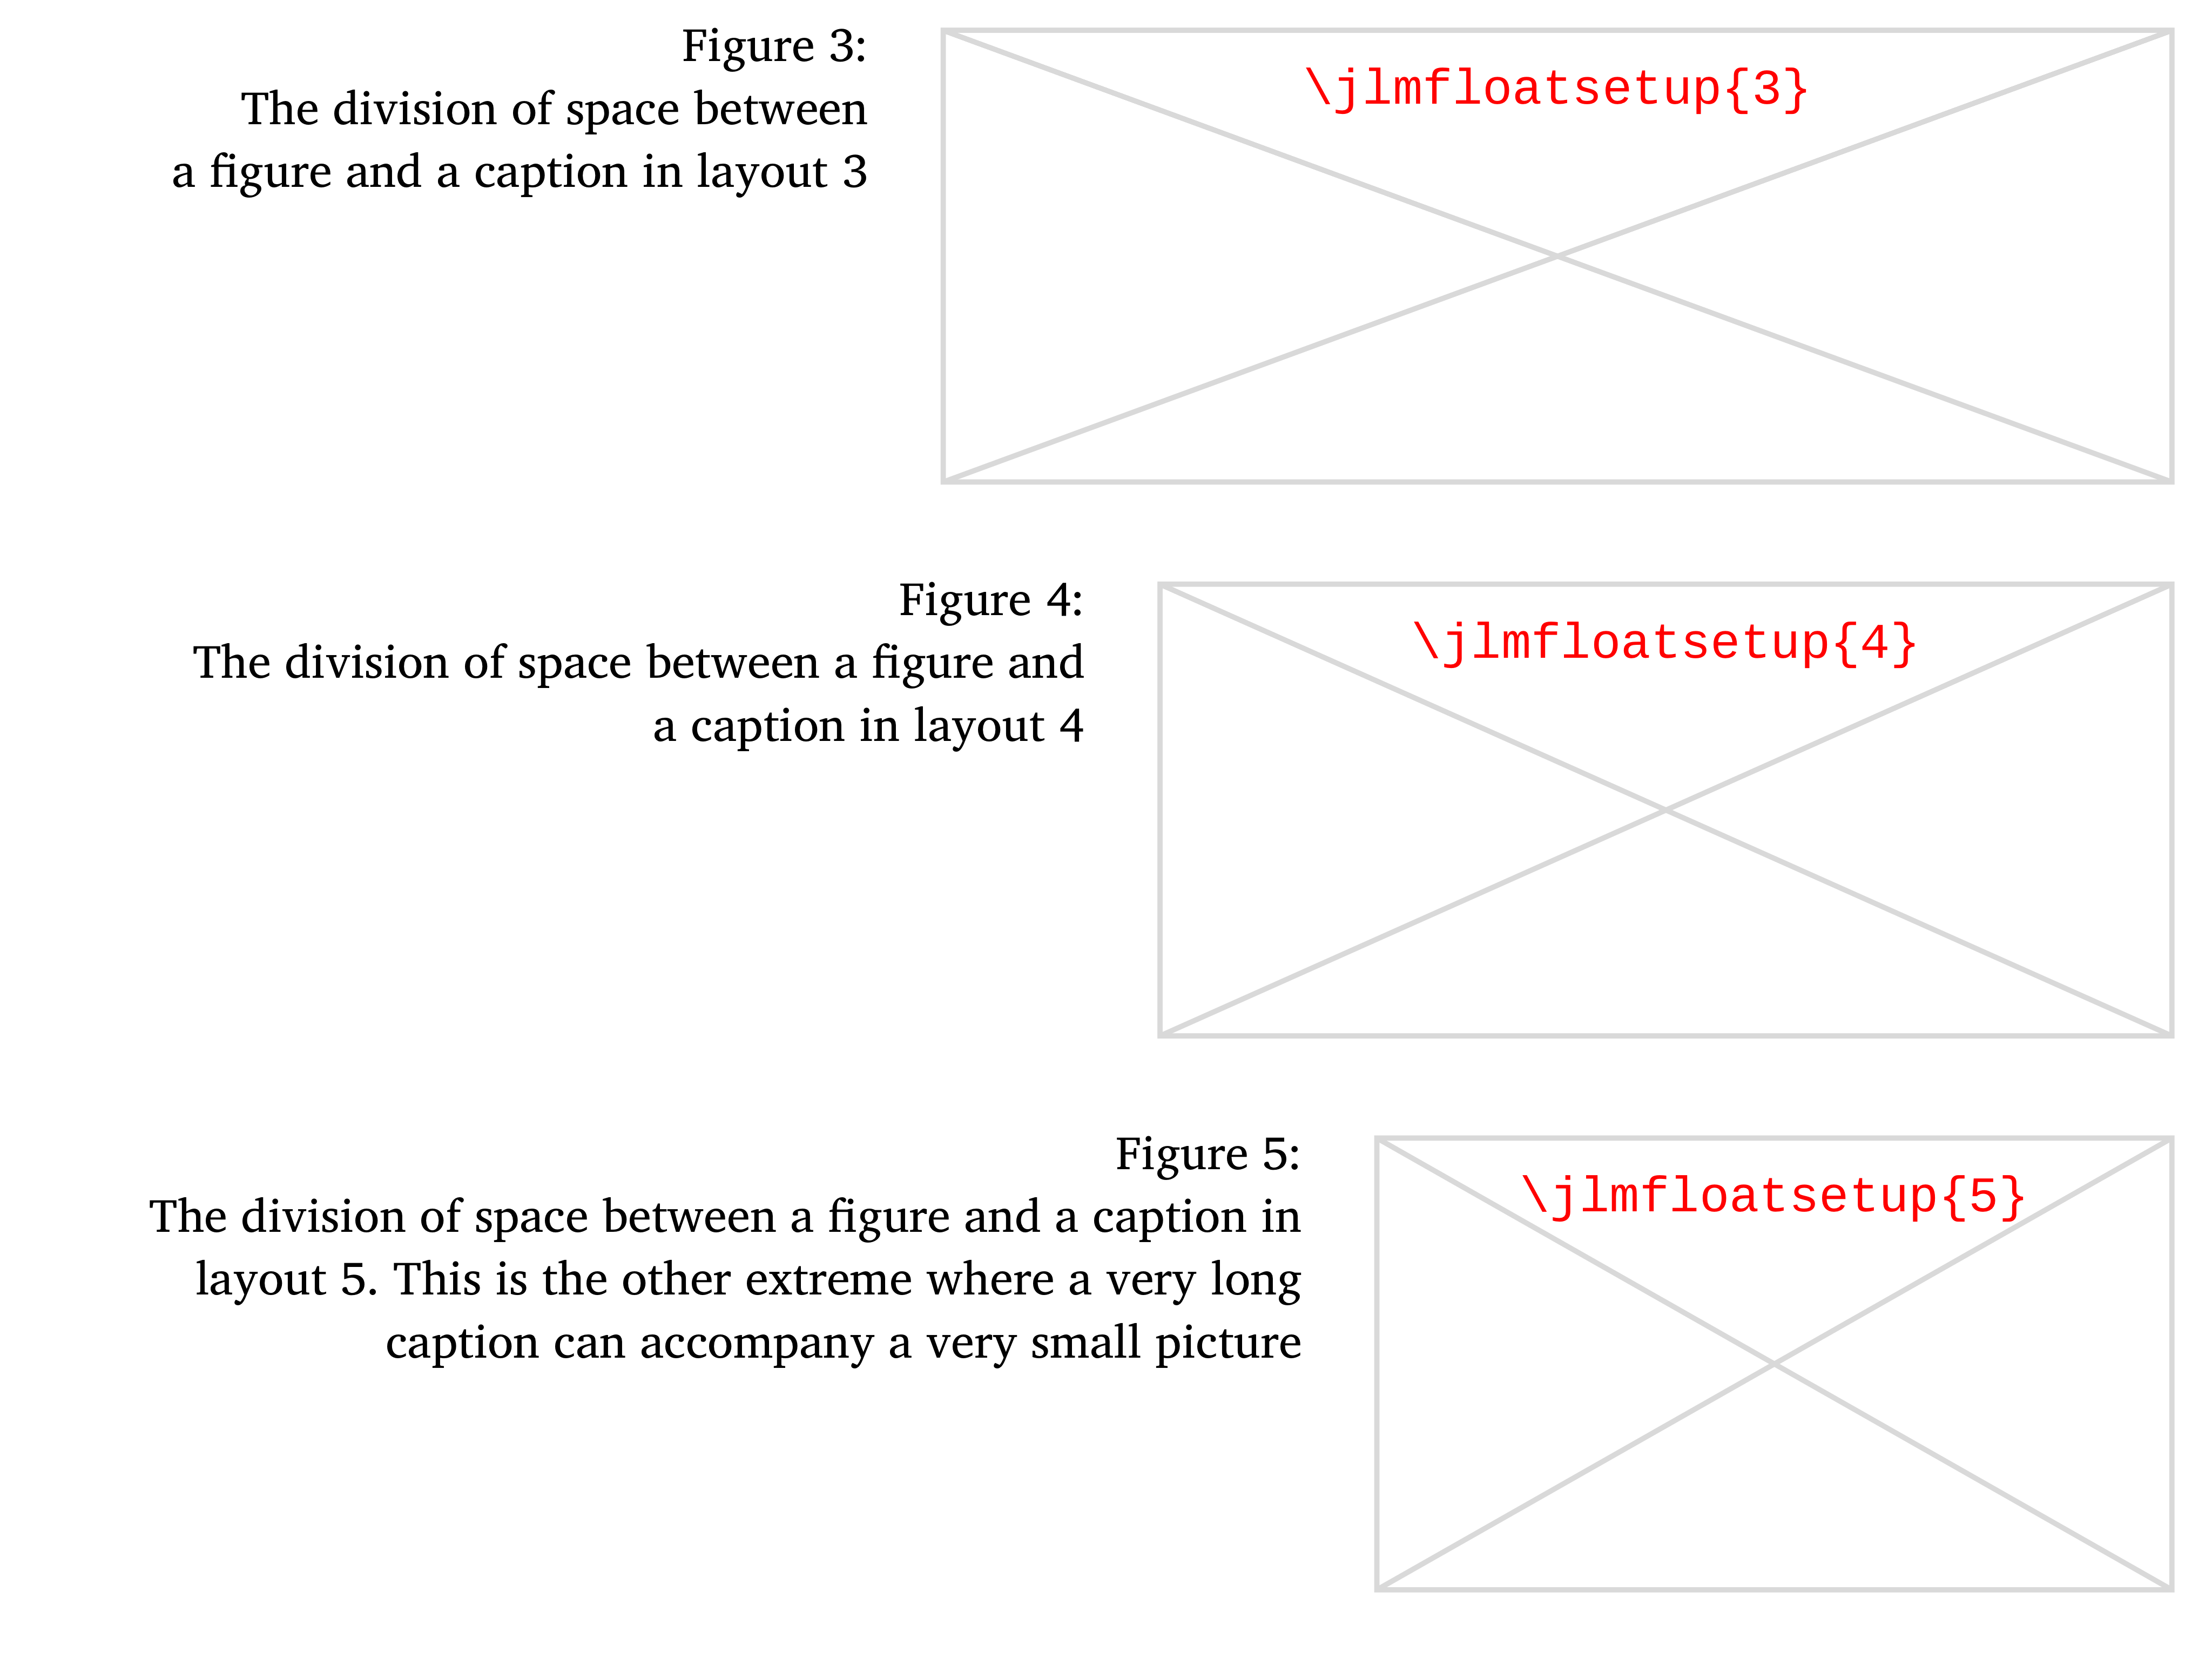 Figure 3:
The division of space between
a figure and a caption in layout 3
\jlmfloatsetup{3}
Figure 4:
The division of space between a figure and
a caption in layout 4
\jlmfloatsetup{4}
Figure 5:
The division of space between a figure and a caption in
layout 5. This is the other extreme where a very long
caption can accompany a very small picture
\jlmfloatsetup{5}